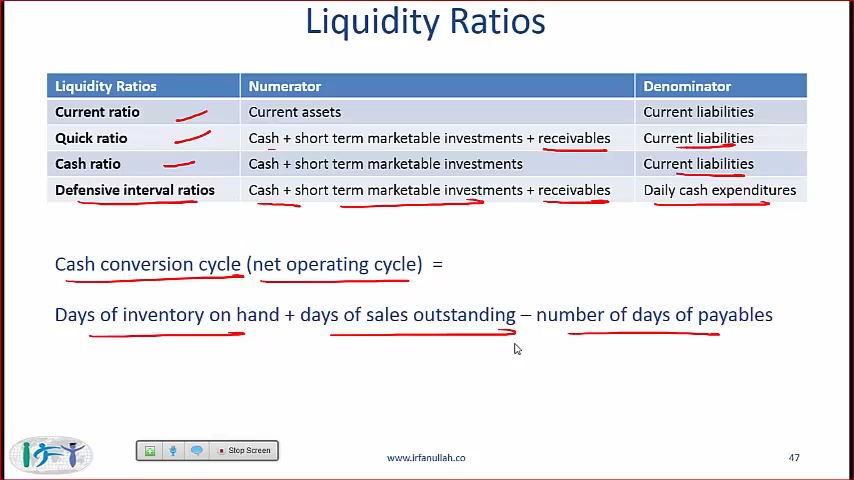 Liquidity Ratios
Liquidity Ratios Numerator Denominator
Current ratio Current assets Current liabilities
Quick ratio Cash + short term marketable investments + receivables Current liabilities
Cash ratio Cash + short term marketable investments Current liabilities
Defensive interval ratios Cash + short term marketable investments + receivables Daily cash expenditures
Cash conversion cycle (net operating cycle) =
Days of inventory on hand + days of sales outstanding – number of days of payables
Stop Screen
www.irfanullah.co
47